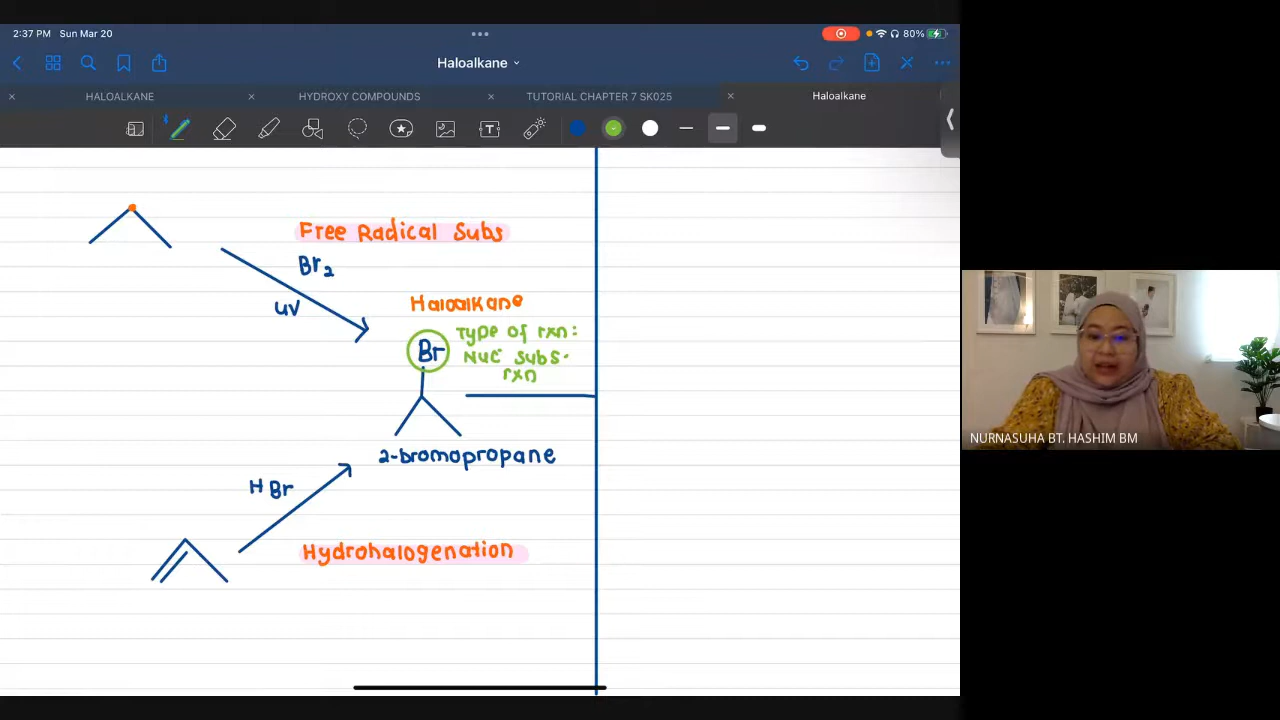 2:37 PM Sun Mar 20
80%
Haloalkane
HALOALKANE
HYDROXY COMPOUNDS
TUTORIAL CHAPTER 7 SK025
Haloalkane
Free Radical Subs
Br2
uv
Haloalkane
Br
Type of rxn:
Nuc subs.
rxn
2-bromopropane
HBr
Hydrohalogenation
NURNASUHA BT. HASHIM BM